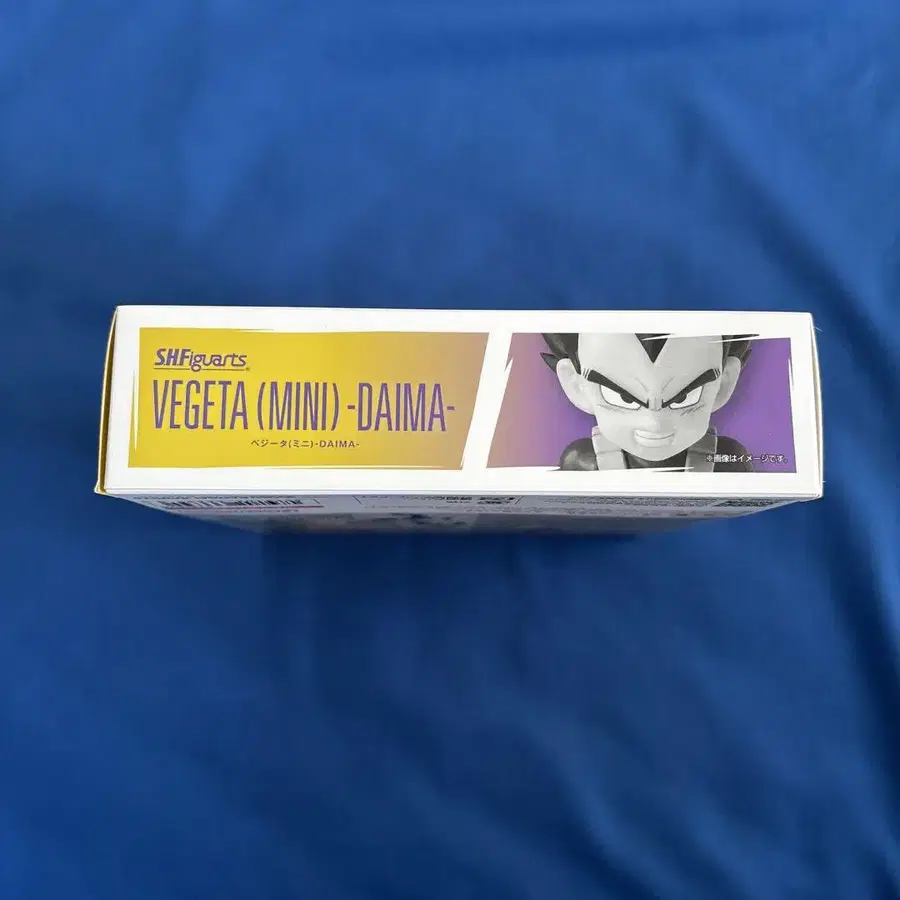 S.H.Figuarts
VEGETA (MINI) -DAIMA-
ベジータ(ミニ)-DAIMA-
※画像はイメージです。